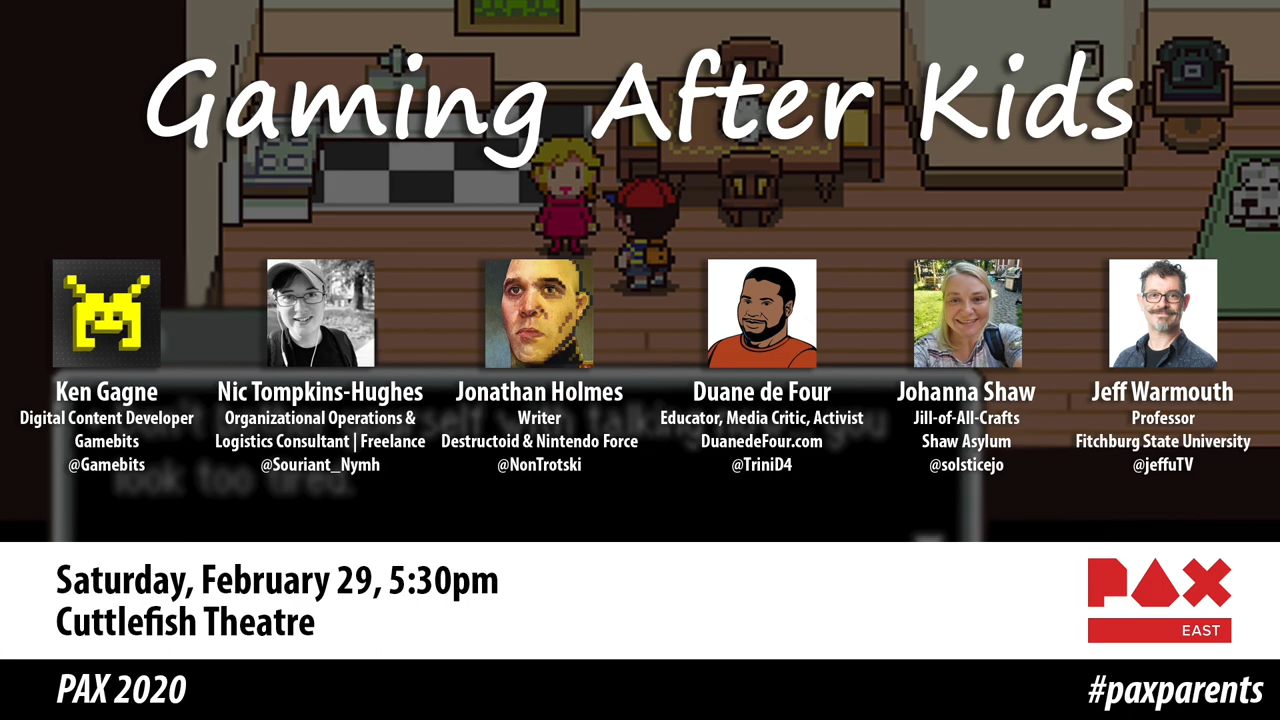 Gaming After Kids
Ken Gagne
Digital Content Developer
Gamebits
@Gamebits
Nic Tompkins-Hughes
Organizational Operations &
Logistics Consultant | Freelance
@Souriant_Nymh
Jonathan Holmes
Writer
Destructoid & Nintendo Force
@NonTrotski
Duane de Four
Educator, Media Critic, Activist
DuanedeFour.com
@TriniD4
Johanna Shaw
Jill-of-All-Crafts
Shaw Asylum
@solsticejo
Jeff Warmouth
Professor
Fitchburg State University
@jeffuTV
look too tired.
Saturday, February 29, 5:30pm
Cuttlefish Theatre
PAX
EAST
PAX 2020
#paxparents